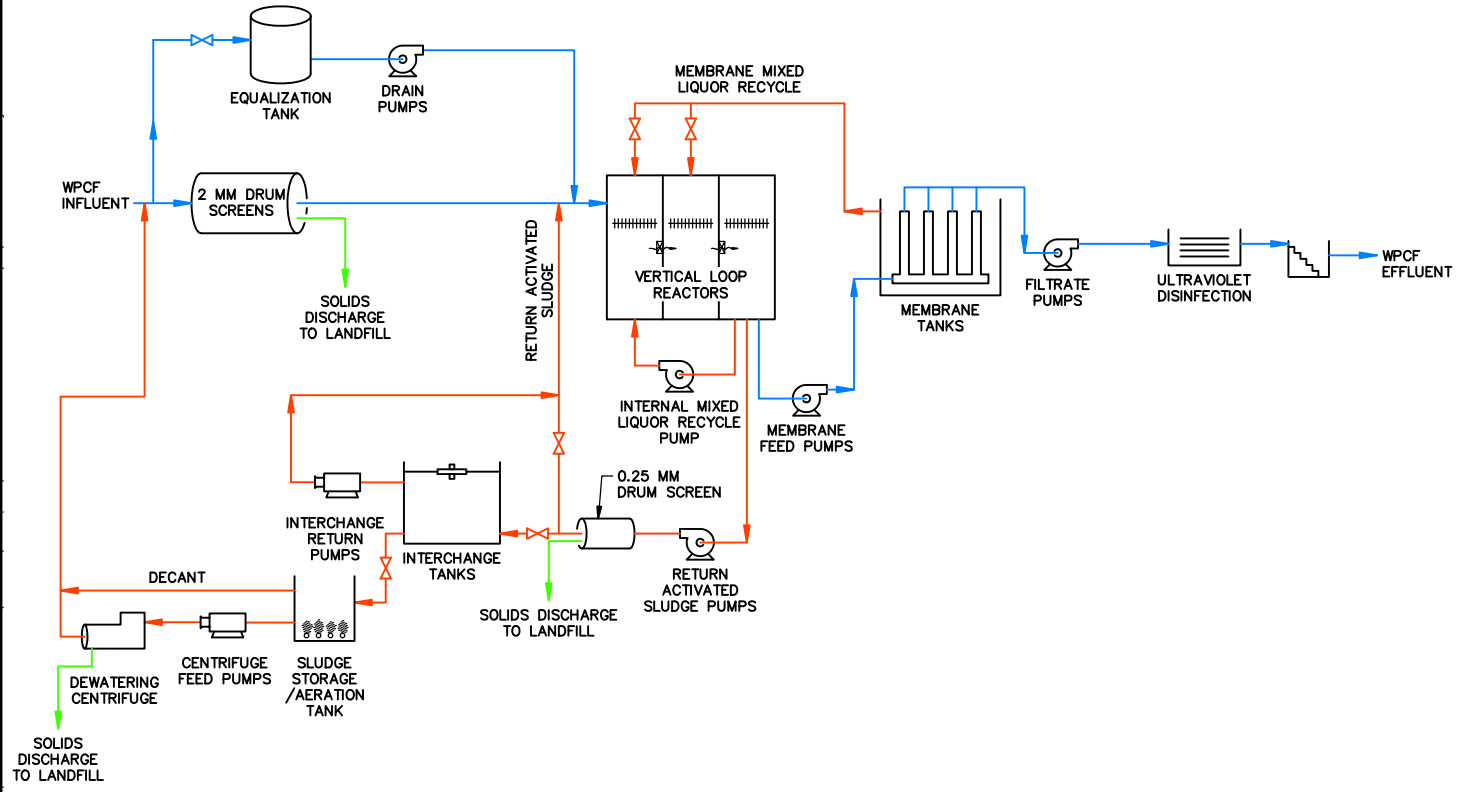 EQUALIZATION
TANK
DRAIN
PUMPS
MEMBRANE MIXED
LIQUOR RECYCLE
WPCF
INFLUENT
2 MM DRUM
SCREENS
SOLIDS
DISCHARGE
TO LANDFILL
RETURN ACTIVATED
SLUDGE
VERTICAL LOOP
REACTORS
MEMBRANE
TANKS
FILTRATE
PUMPS
ULTRAVIOLET
DISINFECTION
WPCF
EFFLUENT
INTERNAL MIXED
LIQUOR RECYCLE
PUMP
MEMBRANE
FEED PUMPS
0.25 MM
DRUM SCREEN
INTERCHANGE
RETURN
PUMPS
INTERCHANGE
TANKS
RETURN
ACTIVATED
SLUDGE PUMPS
SOLIDS DISCHARGE
TO LANDFILL
DECANT
CENTRIFUGE
FEED PUMPS
SLUDGE
STORAGE
/AERATION
TANK
DEWATERING
CENTRIFUGE
SOLIDS
DISCHARGE
TO LANDFILL